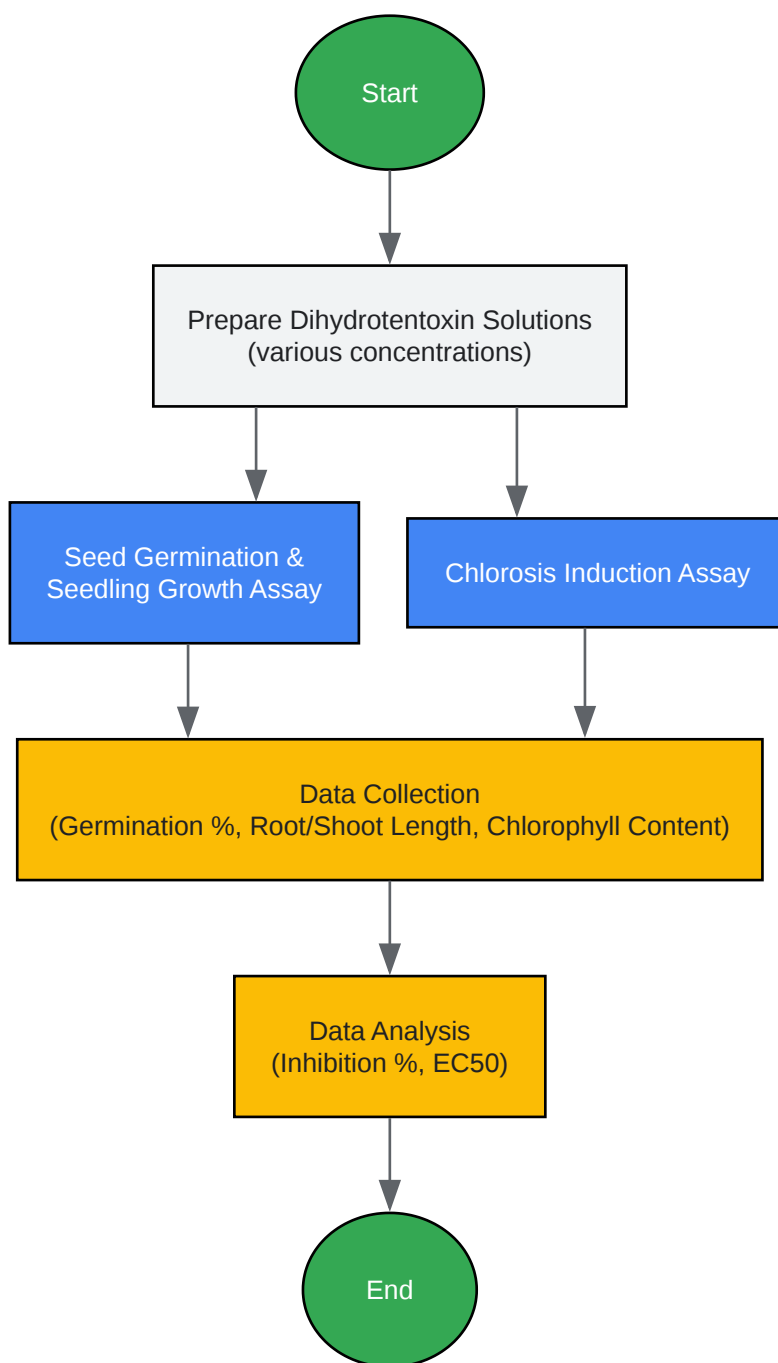 Start
Prepare Dihydrotentoxin Solutions
(various concentrations)
Seed Germination &
Seedling Growth Assay
Chlorosis Induction Assay
Data Collection
(Germination %, Root/Shoot Length, Chlorophyll Content)
Data Analysis
(Inhibition %, EC50)
End